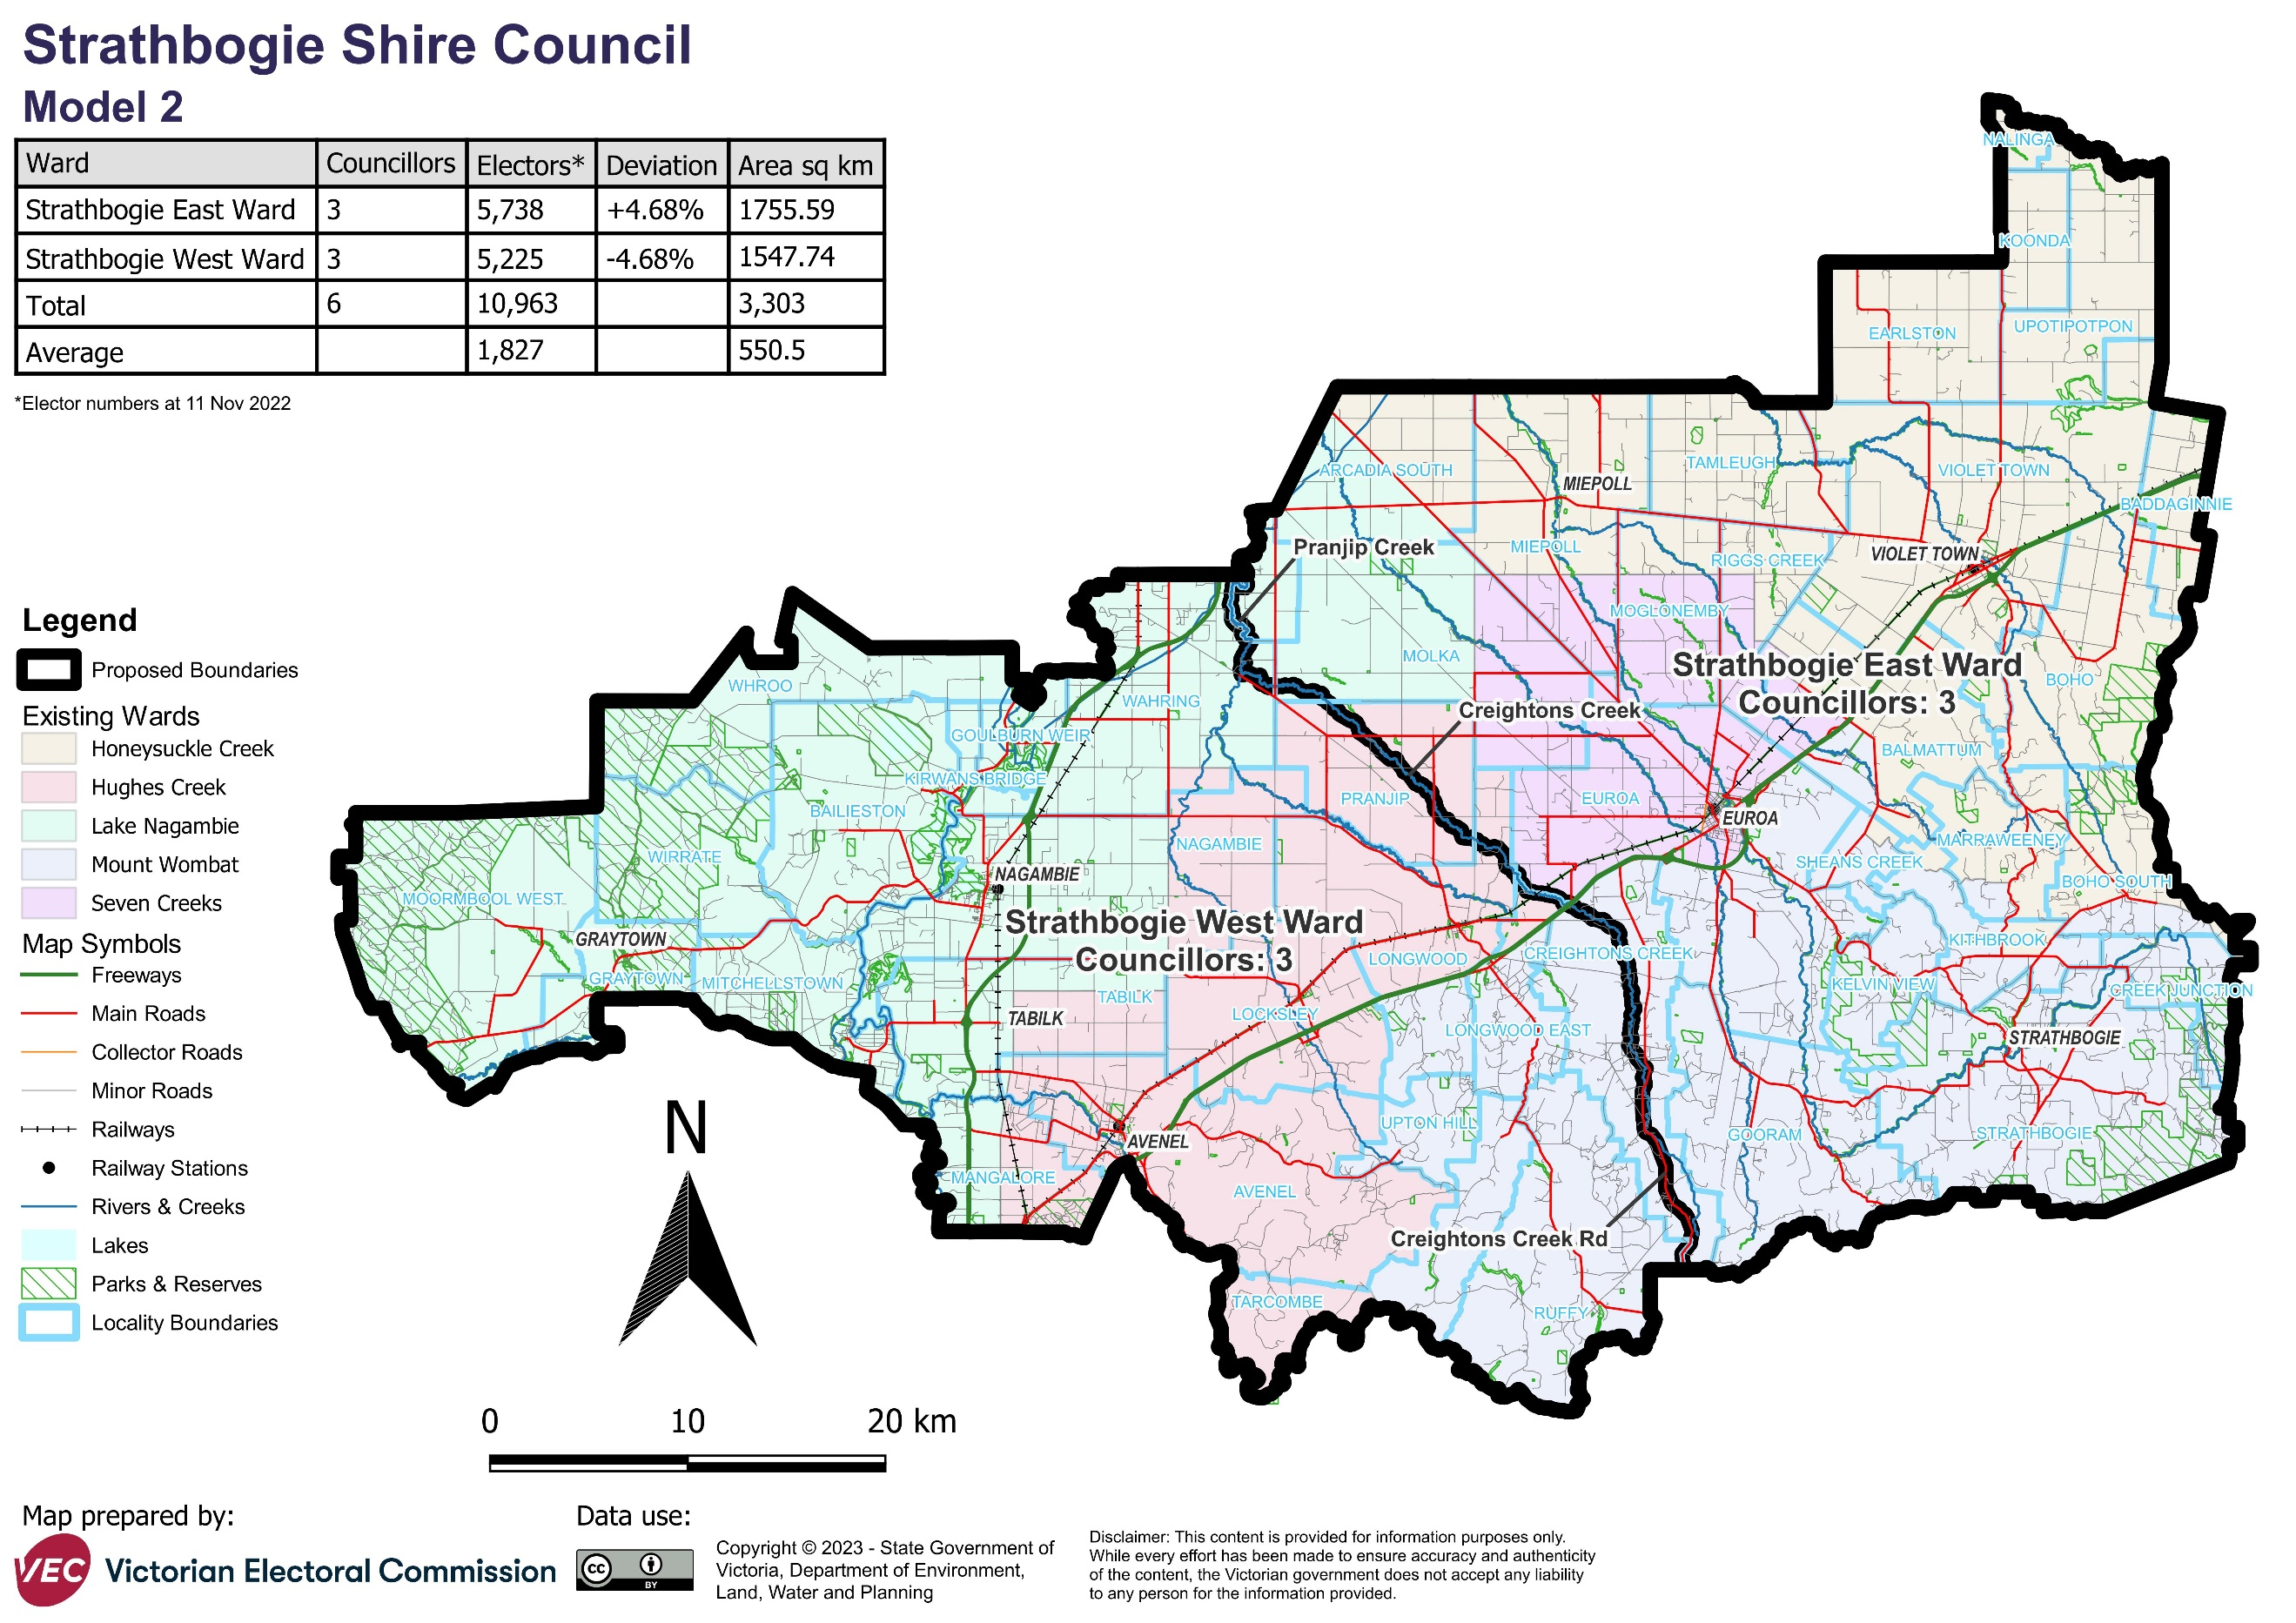 Strathbogie Shire Council
Model 2
Ward Councillors Electors* Deviation Area sq km
Strathbogie East Ward 3 5,738 +4.68% 1755.59
Strathbogie West Ward 3 5,225 -4.68% 1547.74
Total 6 10,963 3,303
Average 1,827 550.5
*Elector numbers at 11 Nov 2022
Legend
Proposed Boundaries
Existing Wards
Honeysuckle Creek
Hughes Creek
Lake Nagambie
Mount Wombat
Seven Creeks
Map Symbols
Freeways
Main Roads
Collector Roads
Minor Roads
Railways
Railway Stations
Rivers & Creeks
Lakes
Parks & Reserves
Locality Boundaries
NALINGA
KOONDA
UPOTIPOTPON
EARLSTON
ARCADIA SOUTH
MIEPOLL
TAMLEUGH
VIOLET TOWN
BADDAGINNIE
Pranjip Creek
MIEPOLL
RIGGS CREEK
VIOLET TOWN
MOGLONEMBY
MOLKA
Strathbogie East Ward
Councillors: 3
BOHO
WHROO
WAHRING
Creightons Creek
GOULBURN WEIR
BALMATTUM
KIRWANS BRIDGE
BAILIESTON
PRANJIP
EUROA
EUROA
NAGAMBIE
MARRAWEENEY
WIRRATE
SHEANS CREEK
NAGAMBIE
BOHO SOUTH
MOORMBOOL WEST
Strathbogie West Ward
Councillors: 3
GRAYTOWN
KITHBROOK
CREIGHTONS CREEK
LONGWOOD
GRAYTOWN
MITCHELLSTOWN
KELVIN VIEW
CREEK JUNCTION
TABILK
LOCKSLEY
TABILK
LONGWOOD EAST
STRATHBOGIE
UPTON HILL
GOORAM
STRATHBOGIE
AVENEL
MANGALORE
AVENEL
Creightons Creek Rd
TARCOMBE
RUFFY
N
0 10 20 km
Map prepared by:
VEC Victorian Electoral Commission
Data use:
cc BY
Copyright © 2023 - State Government of
Victoria, Department of Environment,
Land, Water and Planning
Disclaimer: This content is provided for information purposes only.
While every effort has been made to ensure accuracy and authenticity
of the content, the Victorian government does not accept any liability
to any person for the information provided.